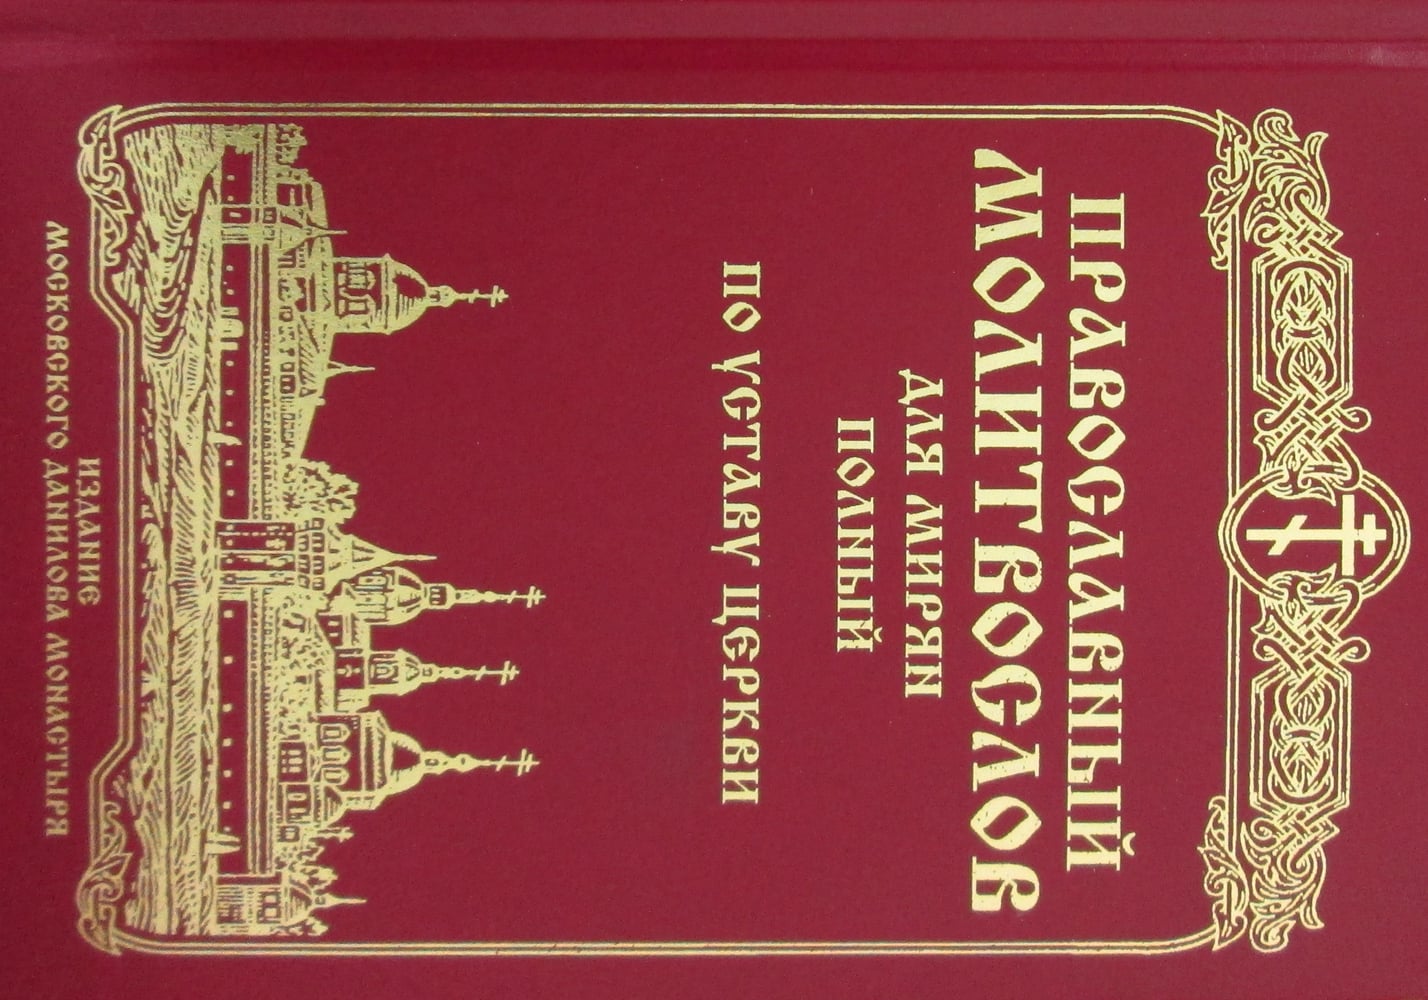 ПРАВОСЛАВНЫЙ
МОЛИТВОСЛОВ
ДЛЯ МИРЯН
ПОЛНЫЙ
ПО УСТАВУ ЦЕРКВИ
ИЗДАНИЕ
МОСКОВСКОГО ДАНИЛОВА МОНАСТЫРЯ